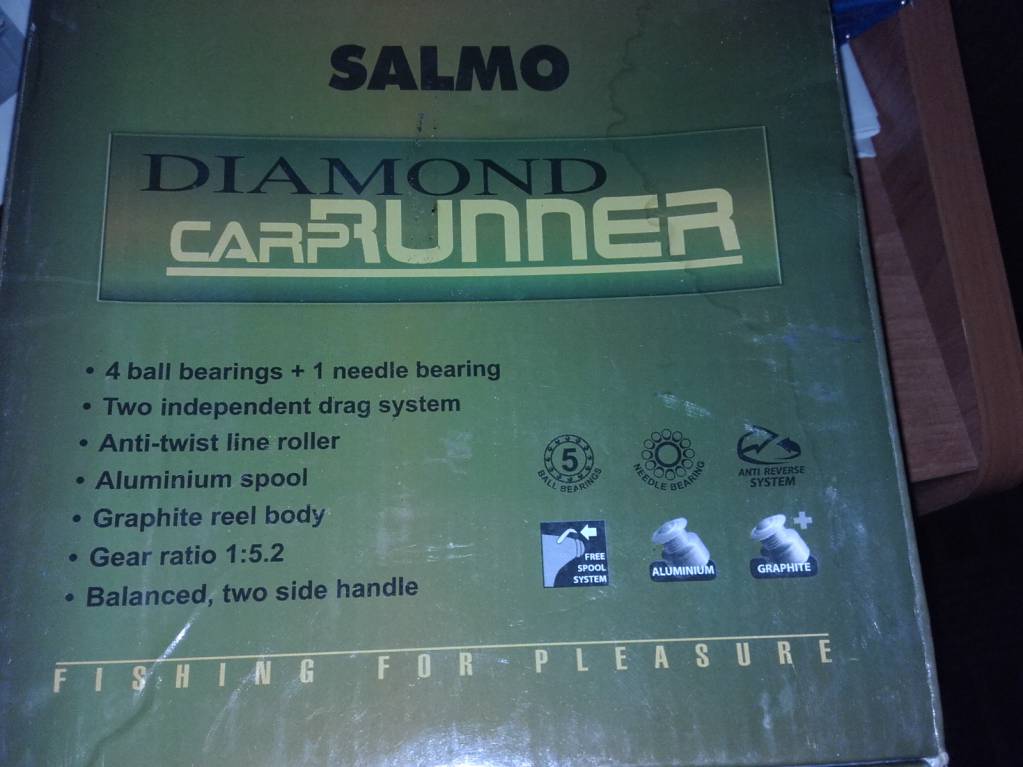 SALMO
DIAMOND
CARPRUNNER
• 4 ball bearings + 1 needle bearing
• Two independent drag system
• Anti-twist line roller
• Aluminium spool
• Graphite reel body
• Gear ratio 1:5.2
• Balanced, two side handle
5
BALL BEARINGS
NEEDLE BEARING
ANTI REVERSE
SYSTEM
FREE
SPOOL
SYSTEM
ALUMINIUM
+
GRAPHITE
FISHING FOR PLEASURE